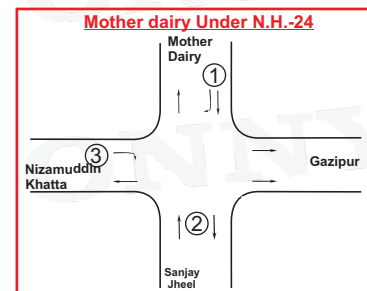 Mother dairy Under N.H.-24
Mother
Dairy
1
3
Nizamuddin
Khatta
Gazipur
2
Sanjay
Jheel